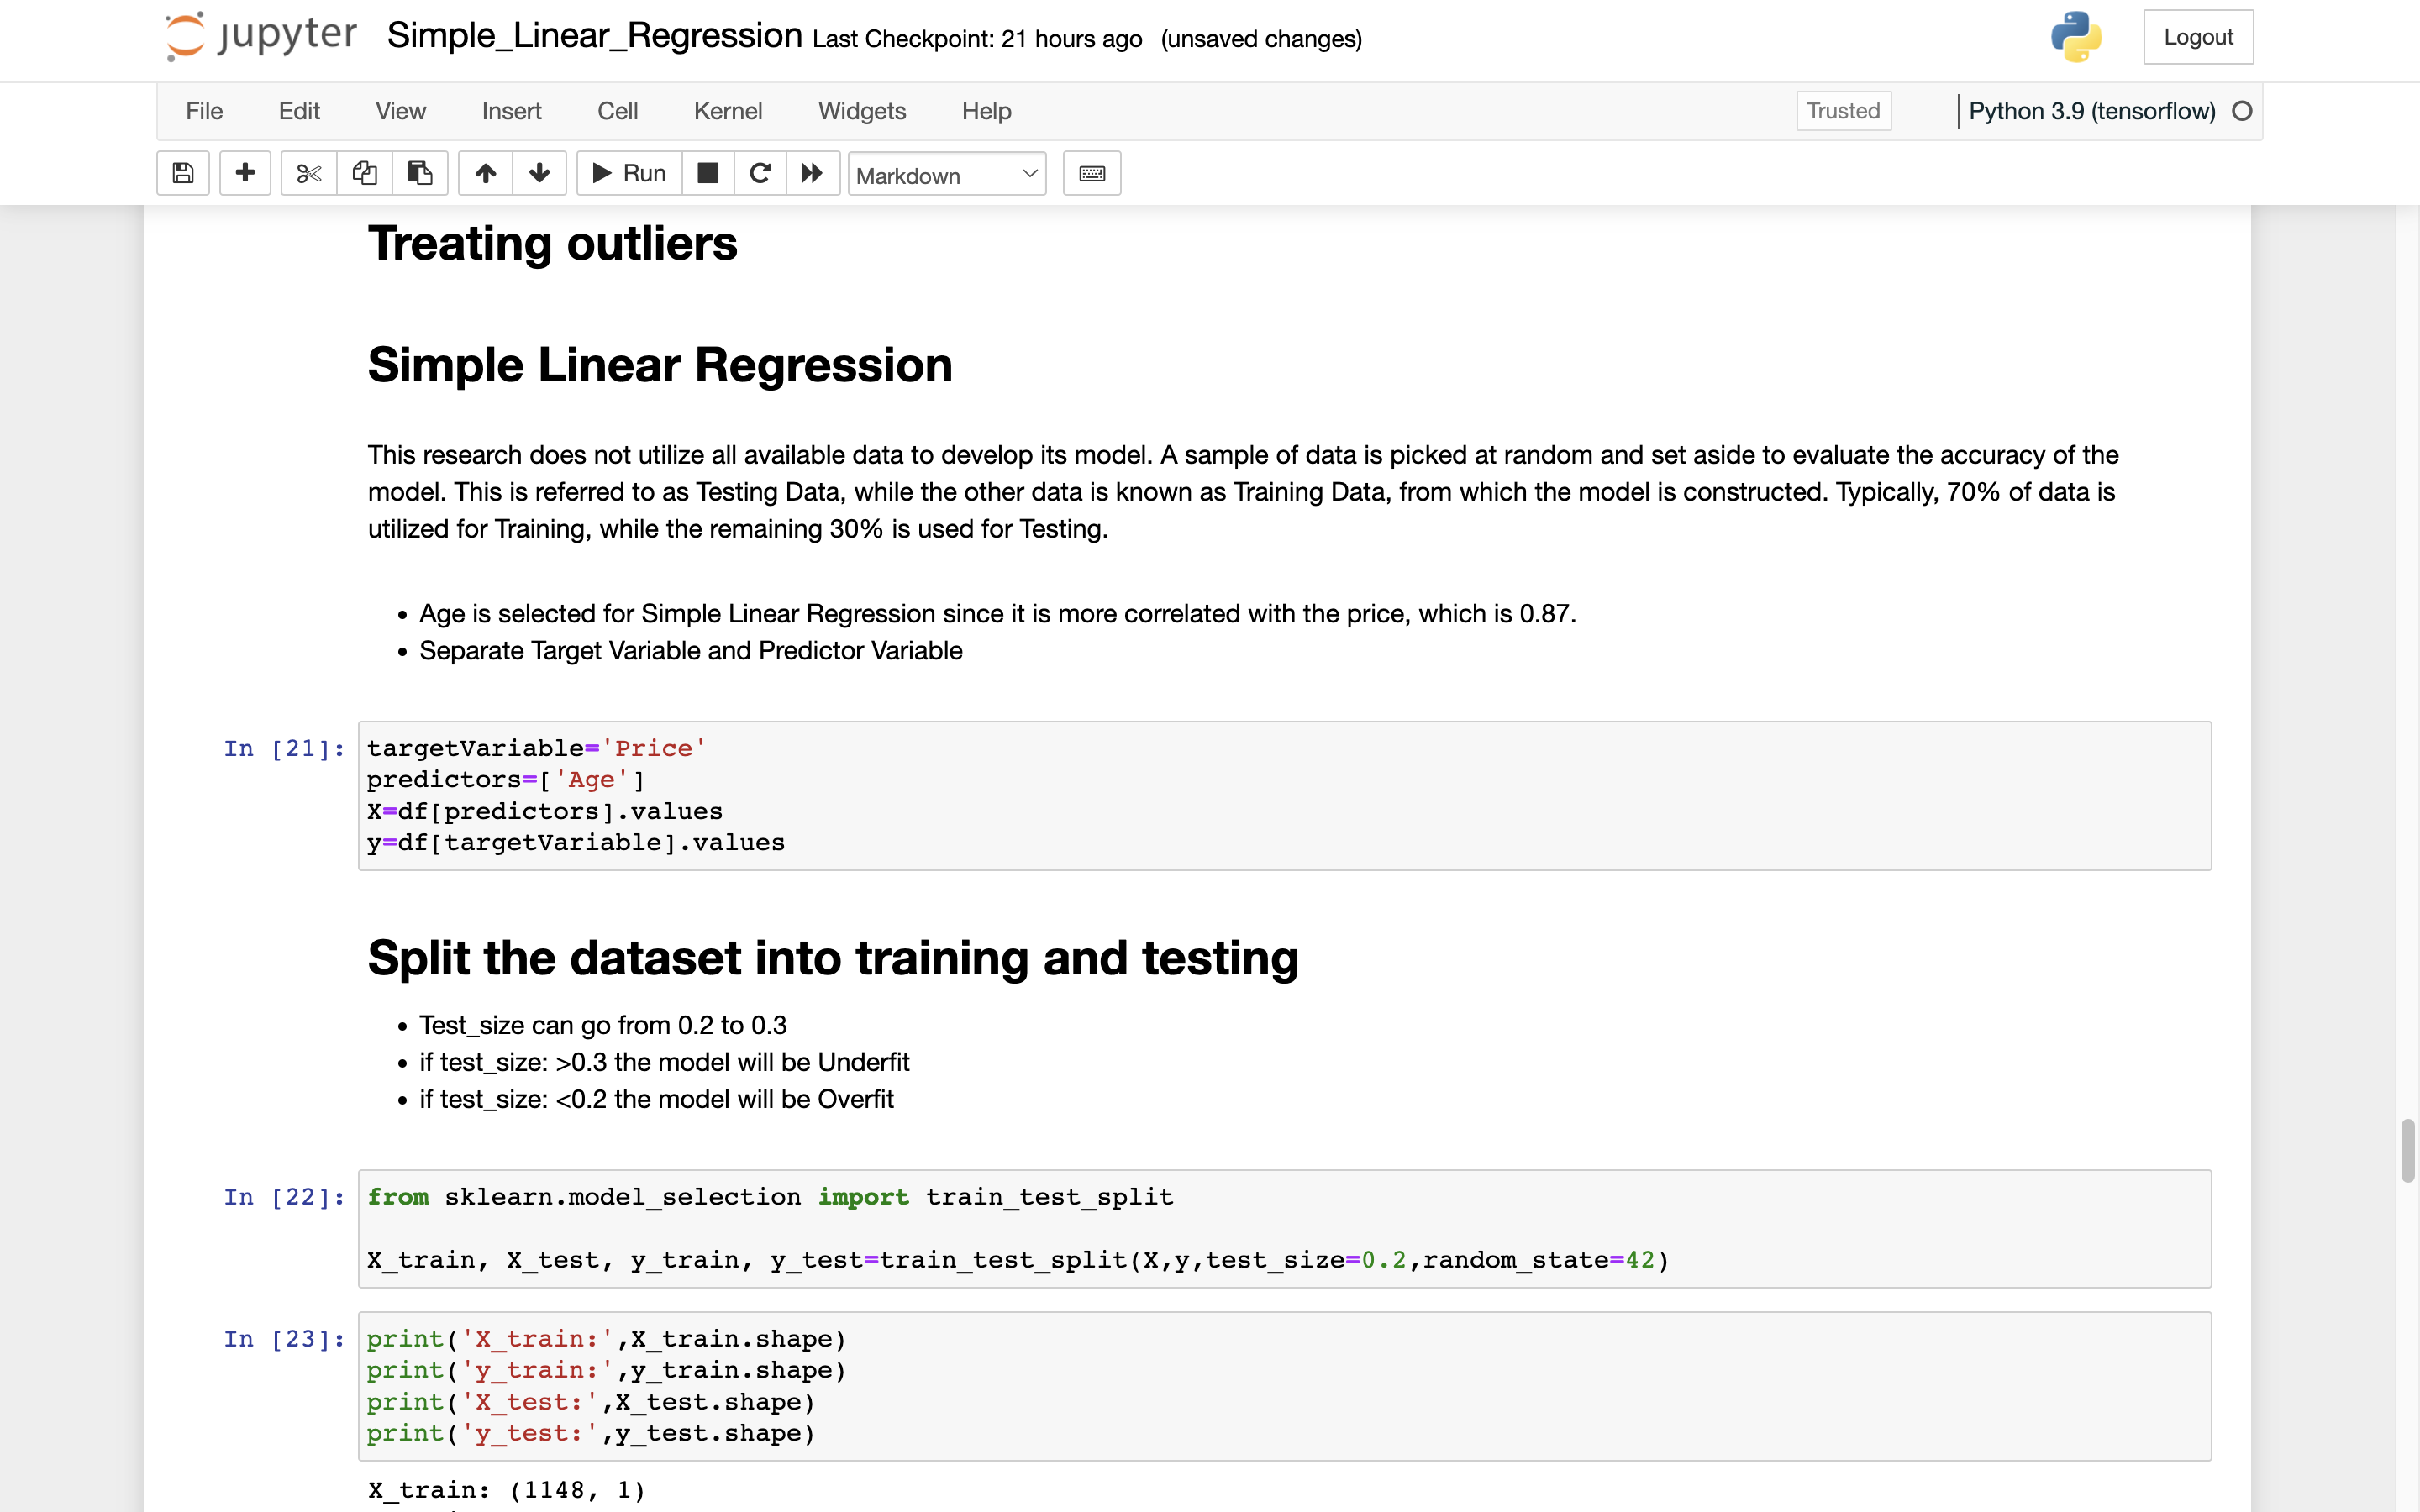 jupyter Simple_Linear_Regression Last Checkpoint: 21 hours ago (unsaved changes) Logout
File Edit View Insert Cell Kernel Widgets Help Trusted Python 3.9 (tensorflow)
Run Markdown
Treating outliers
Simple Linear Regression
This research does not utilize all available data to develop its model. A sample of data is picked at random and set aside to evaluate the accuracy of the
model. This is referred to as Testing Data, while the other data is known as Training Data, from which the model is constructed. Typically, 70% of data is
utilized for Training, while the remaining 30% is used for Testing.
• Age is selected for Simple Linear Regression since it is more correlated with the price, which is 0.87.
• Separate Target Variable and Predictor Variable
In [21]: targetVariable='Price'
predictors=['Age']
X=df[predictors].values
y=df[targetVariable].values
Split the dataset into training and testing
• Test_size can go from 0.2 to 0.3
• if test_size: >0.3 the model will be Underfit
• if test_size: <0.2 the model will be Overfit
In [22]: from sklearn.model_selection import train_test_split
X_train, X_test, y_train, y_test=train_test_split(X,y,test_size=0.2,random_state=42)
In [23]: print('X_train:',X_train.shape)
print('y_train:',y_train.shape)
print('X_test:',X_test.shape)
print('y_test:',y_test.shape)
X_train: (1148, 1)